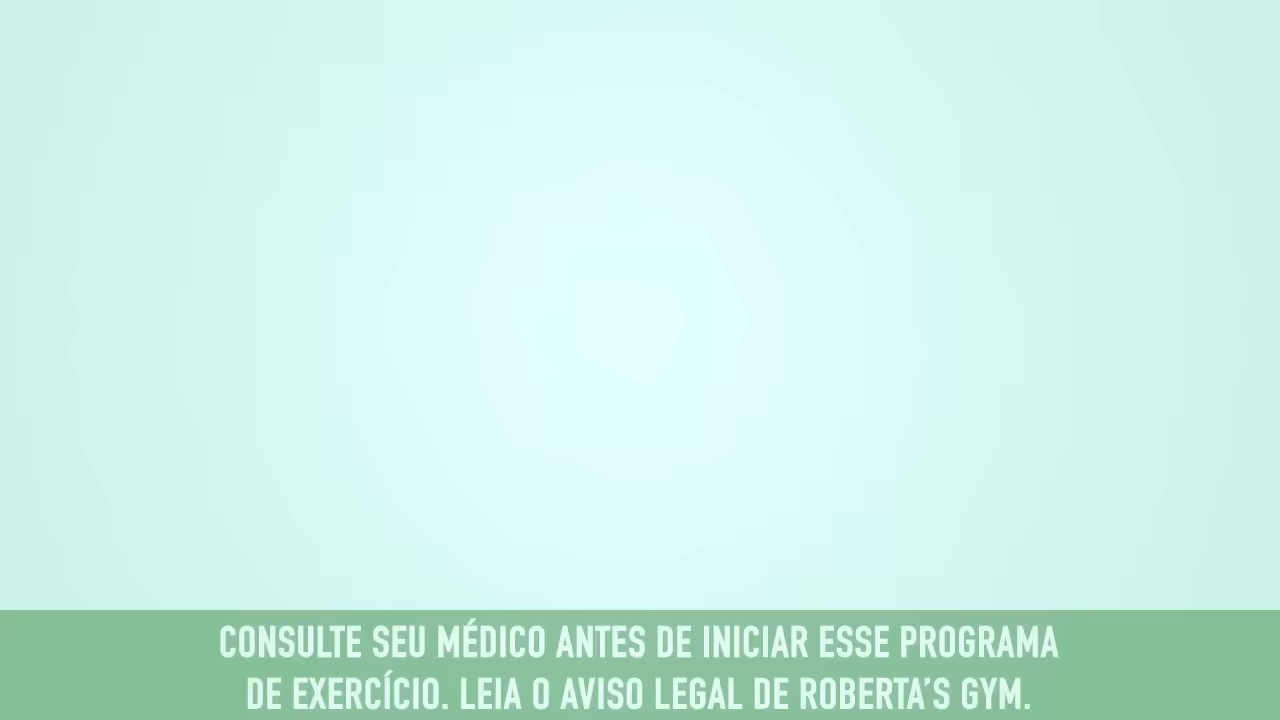 CONSULTE SEU MÉDICO ANTES DE INICIAR ESSE PROGRAMA
DE EXERCÍCIO. LEIA O AVISO LEGAL DE ROBERTA’S GYM.